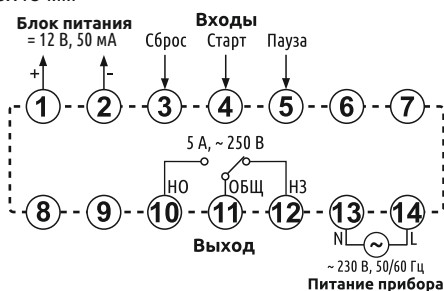 Блок питания
= 12 В, 50 мА
Входы
Сброс Старт Пауза
+ -
1 2 3 4 5 6 7
5 А, ~ 250 В
НО ОБЩ НЗ
8 9 10 11 12 13 14
Выход
N ~ L
~ 230 В, 50/60 Гц
Питание прибора